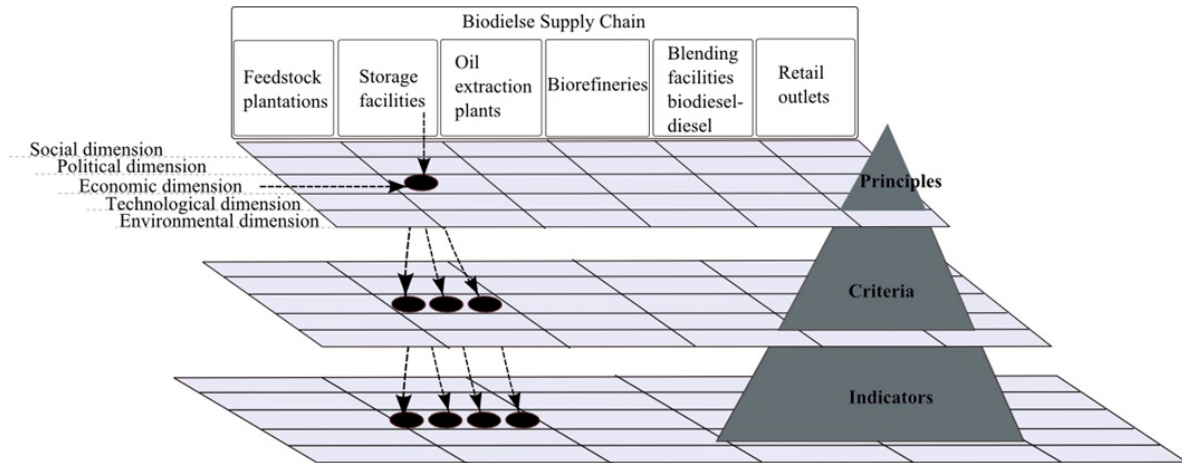 Biodielse Supply Chain
Feedstock
plantations
Storage
facilities
Oil
extraction
plants
Biorefineries
Blending
facilities
biodiesel-
diesel
Retail
outlets
Social dimension
Political dimension
Economic dimension
Technological dimension
Environmental dimension
Principles
Criteria
Indicators